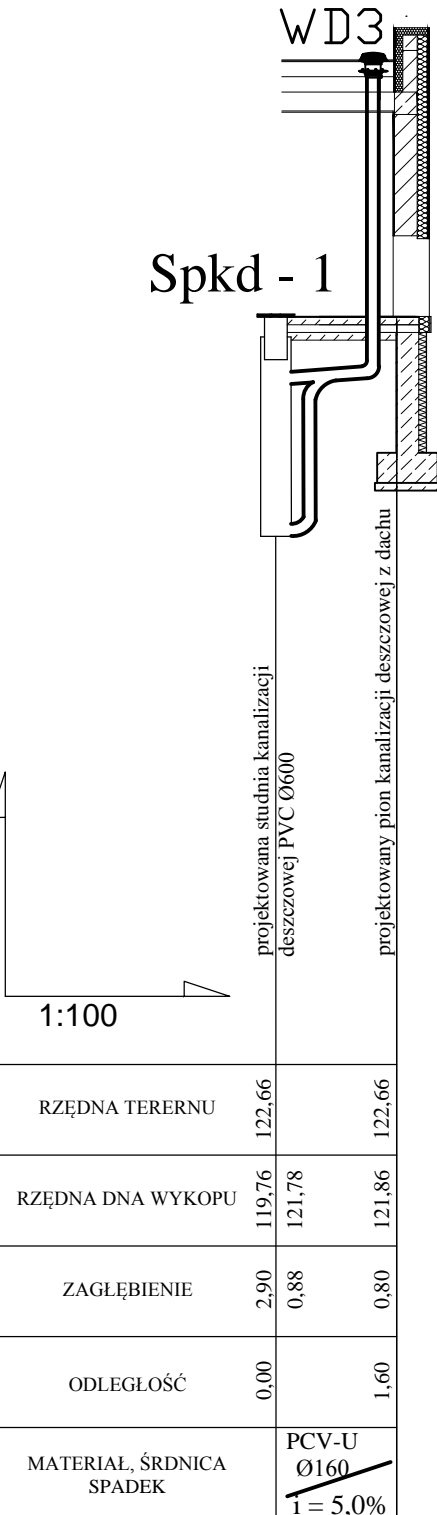 WD3
Spkd - 1
projektowana studnia kanalizacji
deszczowej PVC Ø600
projektowany pion kanalizacji deszczowej z dachu
1:100
RZĘDNA TERERNU 122,66 122,66
RZĘDNA DNA WYKOPU 119,76 121,78 121,86
ZAGŁĘBIENIE 2,90 0,88 0,80
ODLEGŁOŚĆ 0,00 1,60
MATERIAŁ, ŚRDNICA
SPADEK
PCV-U
Ø160
i = 5,0%